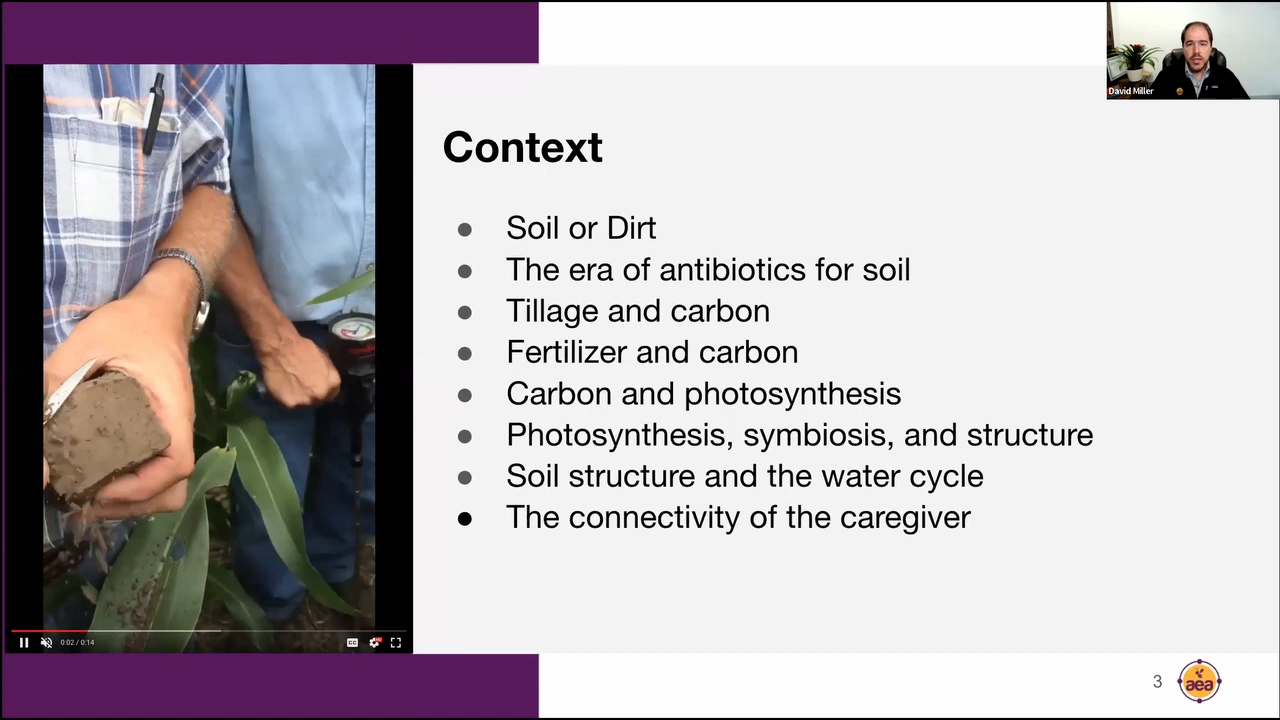 David Miller
Context
Soil or Dirt
The era of antibiotics for soil
Tillage and carbon
Fertilizer and carbon
Carbon and photosynthesis
Photosynthesis, symbiosis, and structure
Soil structure and the water cycle
The connectivity of the caregiver
0:02 / 0:14
CC
3
aea